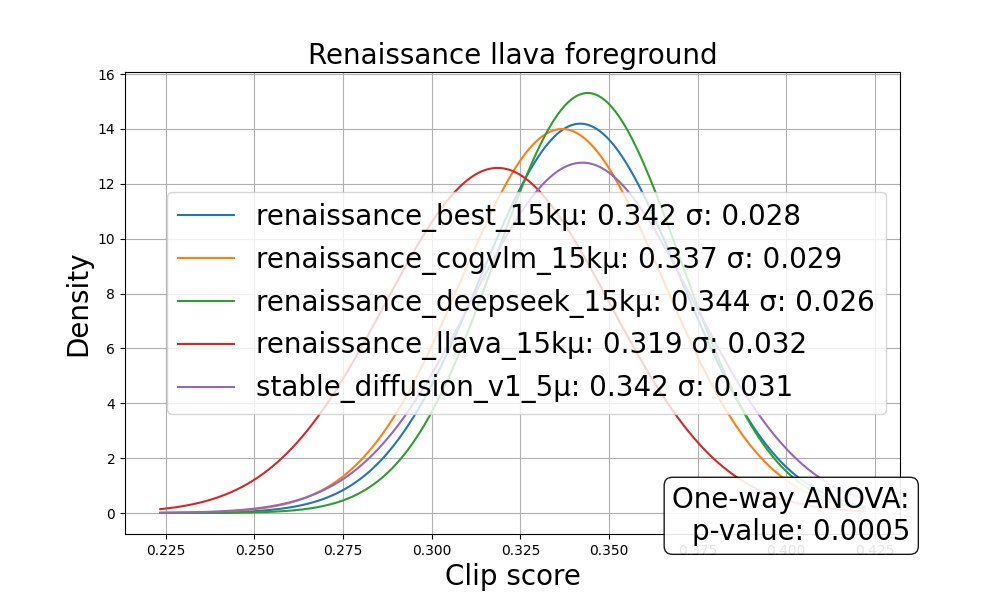 Renaissance llava foreground
Density
16
14
12
10
8
6
4
2
0
renaissance_best_15kμ: 0.342 σ: 0.028
renaissance_cogvlm_15kμ: 0.337 σ: 0.029
renaissance_deepseek_15kμ: 0.344 σ: 0.026
renaissance_llava_15kμ: 0.319 σ: 0.032
stable_diffusion_v1_5μ: 0.342 σ: 0.031
One-way ANOVA:
p-value: 0.0005
0.225 0.250 0.275 0.300 0.325 0.350 0.375 0.400 0.425
Clip score